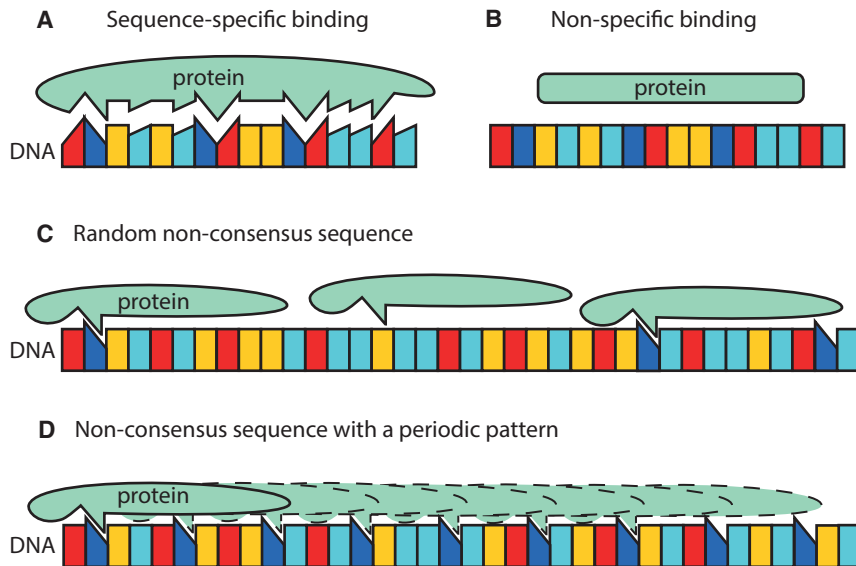 A Sequence-specific binding
protein
DNA
B Non-specific binding
protein
C Random non-consensus sequence
protein
DNA
D Non-consensus sequence with a periodic pattern
protein
DNA